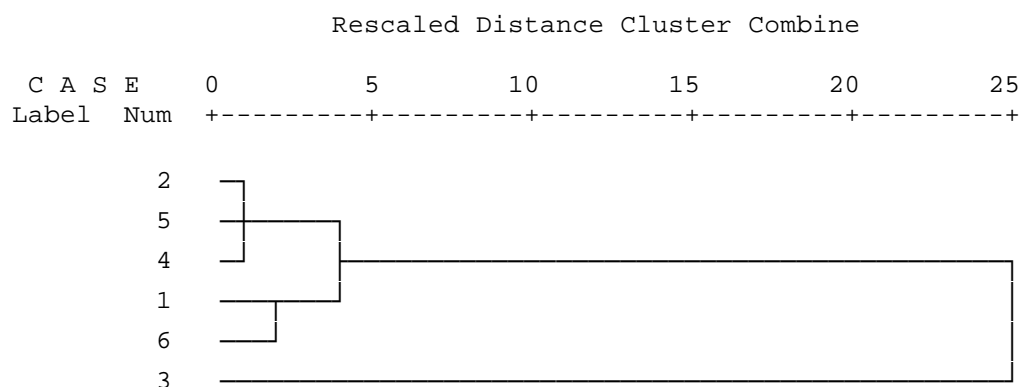 Rescaled Distance Cluster Combine
C A S E 0 5 10 15 20 25
Label Num +---------+---------+---------+---------+---------+
2
5
4
1
6
3